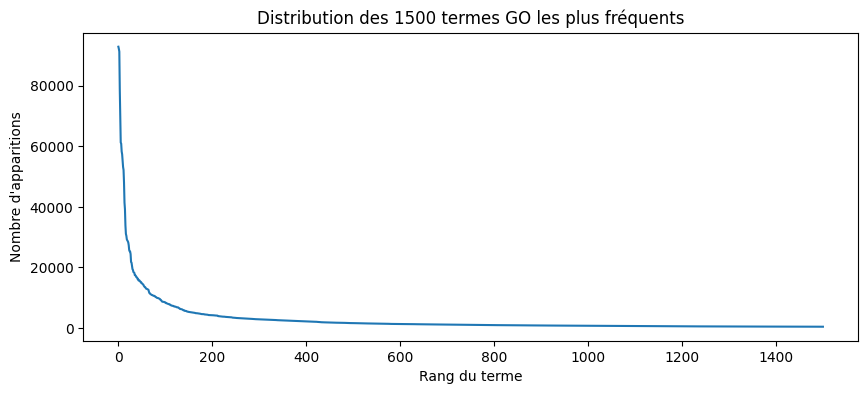 Distribution des 1500 termes GO les plus fréquents
Nombre d'apparitions
80000
60000
40000
20000
0
0 200 400 600 800 1000 1200 1400
Rang du terme